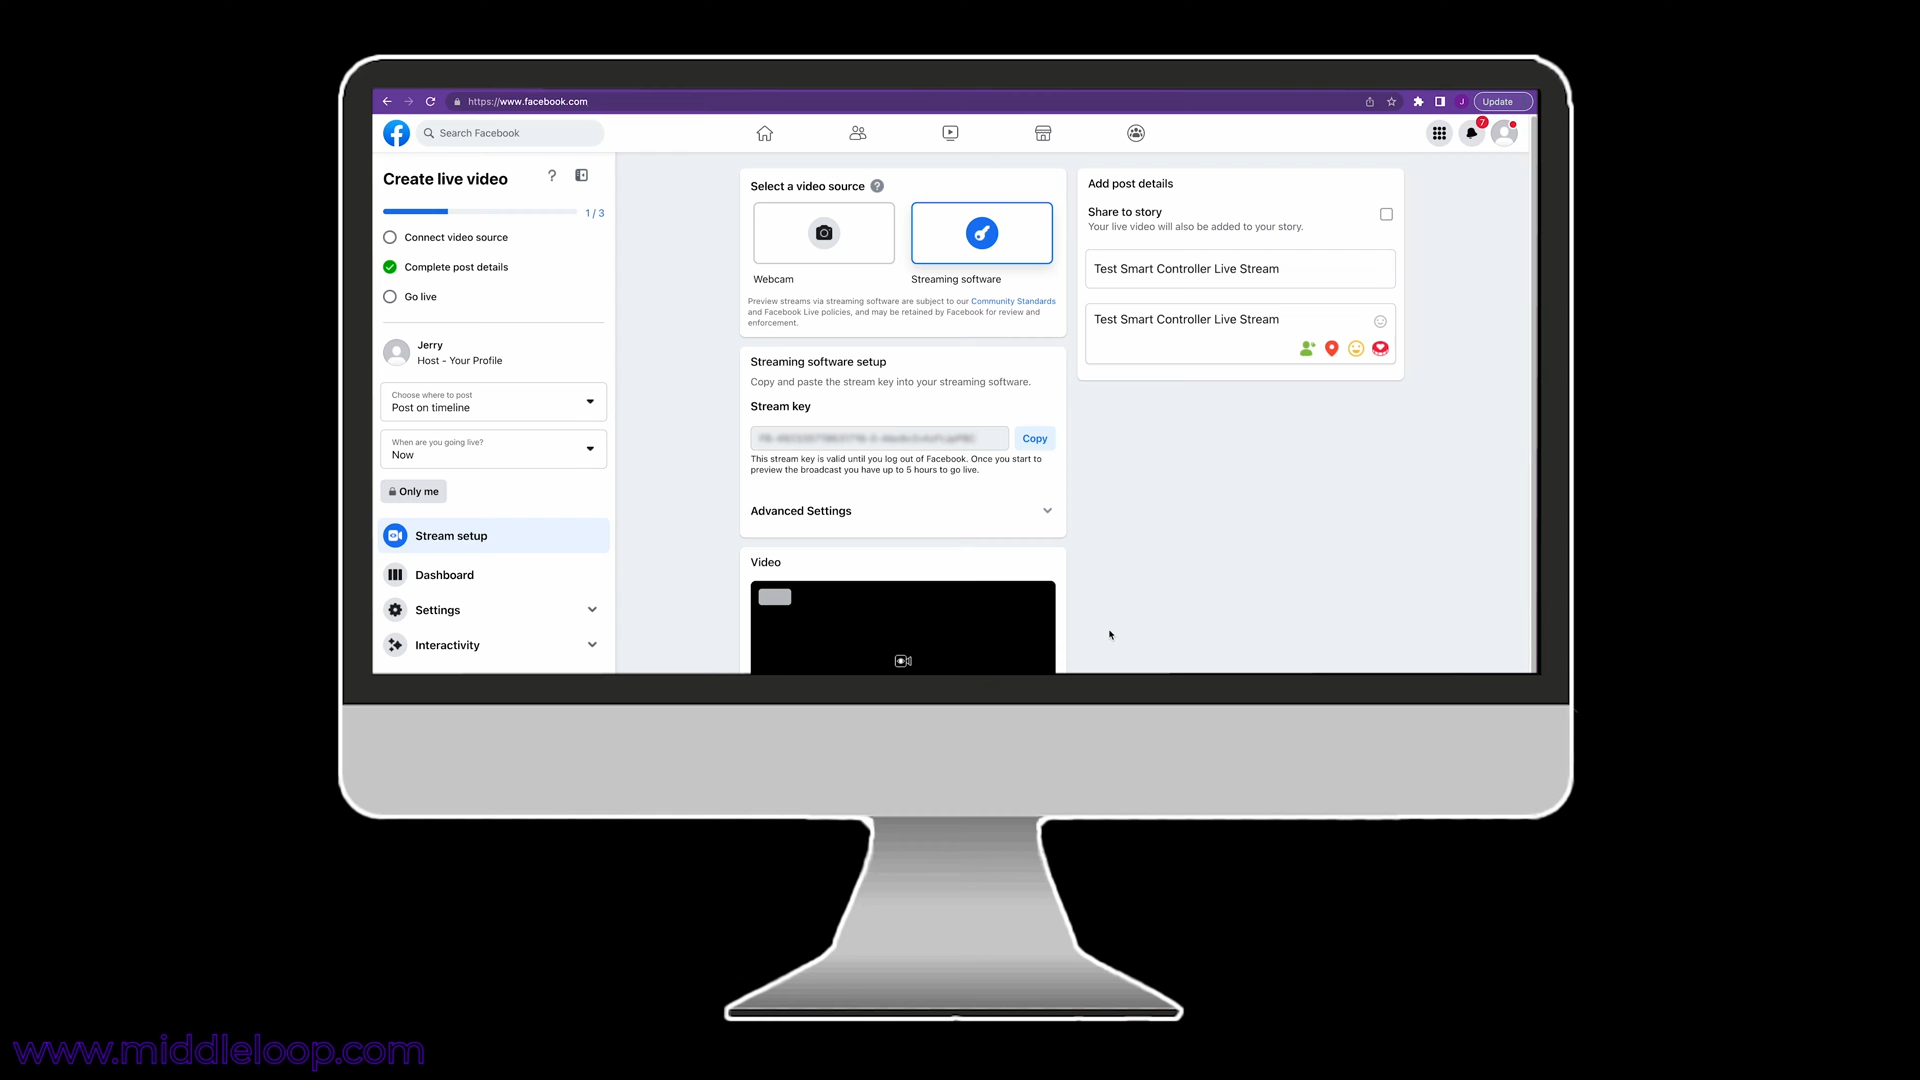 https://www.facebook.com
J
Update
Search Facebook
7
Create live video
?
1 / 3
Connect video source
Complete post details
Go live
Jerry
Host - Your Profile
Choose where to post
Post on timeline
When are you going live?
Now
Only me
Stream setup
Dashboard
Settings
Interactivity
Select a video source ?
Webcam
Streaming software
Preview streams via streaming software are subject to our Community Standards
and Facebook Live policies, and may be retained by Facebook for review and
enforcement.
Streaming software setup
Copy and paste the stream key into your streaming software.
Stream key
Copy
This stream key is valid until you log out of Facebook. Once you start to
preview the broadcast you have up to 5 hours to go live.
Advanced Settings
Video
Add post details
Share to story
Your live video will also be added to your story.
Test Smart Controller Live Stream
Test Smart Controller Live Stream
www.middleloop.com